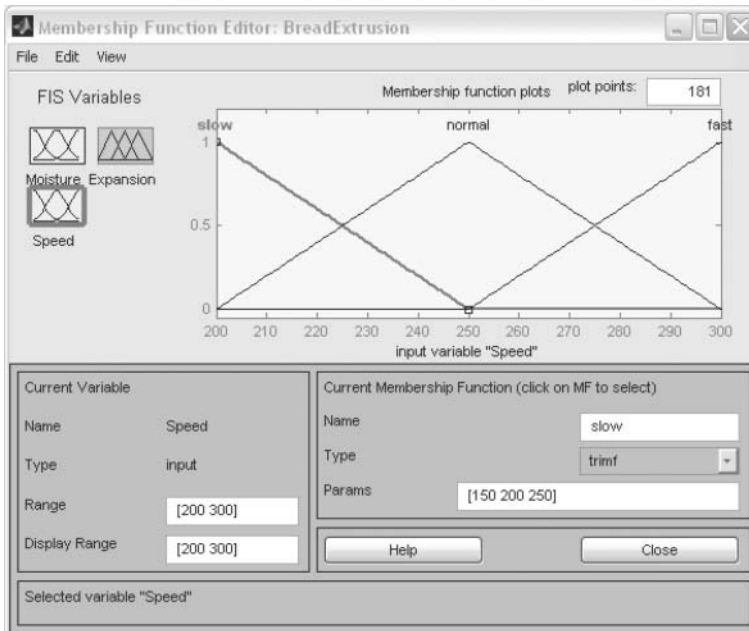 Membership Function Editor: BreadExtrusion
File Edit View
FIS Variables
Membership function plots plot points: 181
slow normal fast
1
0.5
0
Moisture Expansion
Speed
200 210 220 230 240 250 260 270 280 290 300
input variable "Speed"
Current Variable
Name Speed
Type input
Range [200 300]
Display Range [200 300]
Current Membership Function (click on MF to select)
Name slow
Type trimf
Params [150 200 250]
Help Close
Selected variable "Speed"